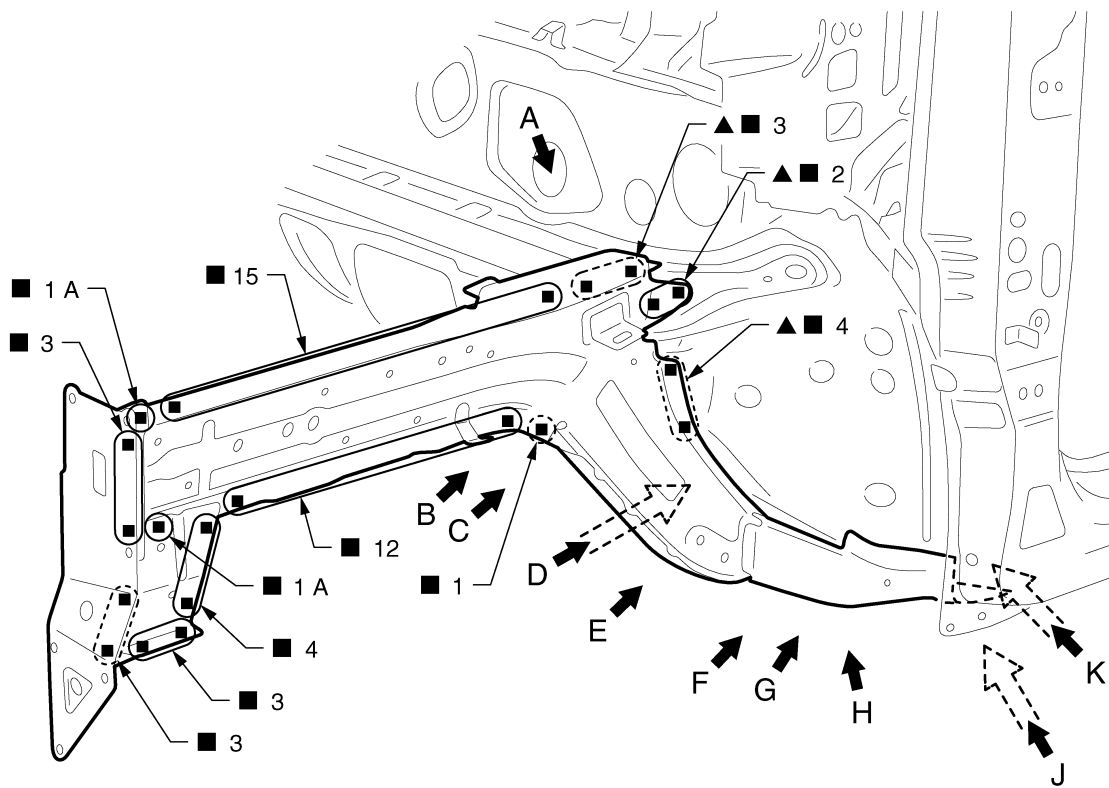 A
▲ ■ 3
▲ ■ 2
■ 15
■ 1 A
■ 3
▲ ■ 4
B
C
■ 12
D
■ 1
■ 1 A
E
■ 4
F
G
H
K
■ 3
■ 3
J